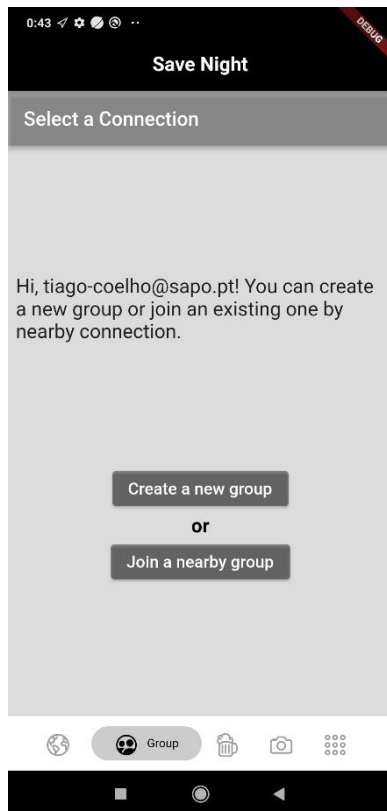 0:43
DEBUG
Save Night
Select a Connection
Hi, tiago-coelho@sapo.pt! You can create
a new group or join an existing one by
nearby connection.
Create a new group
or
Join a nearby group
Group